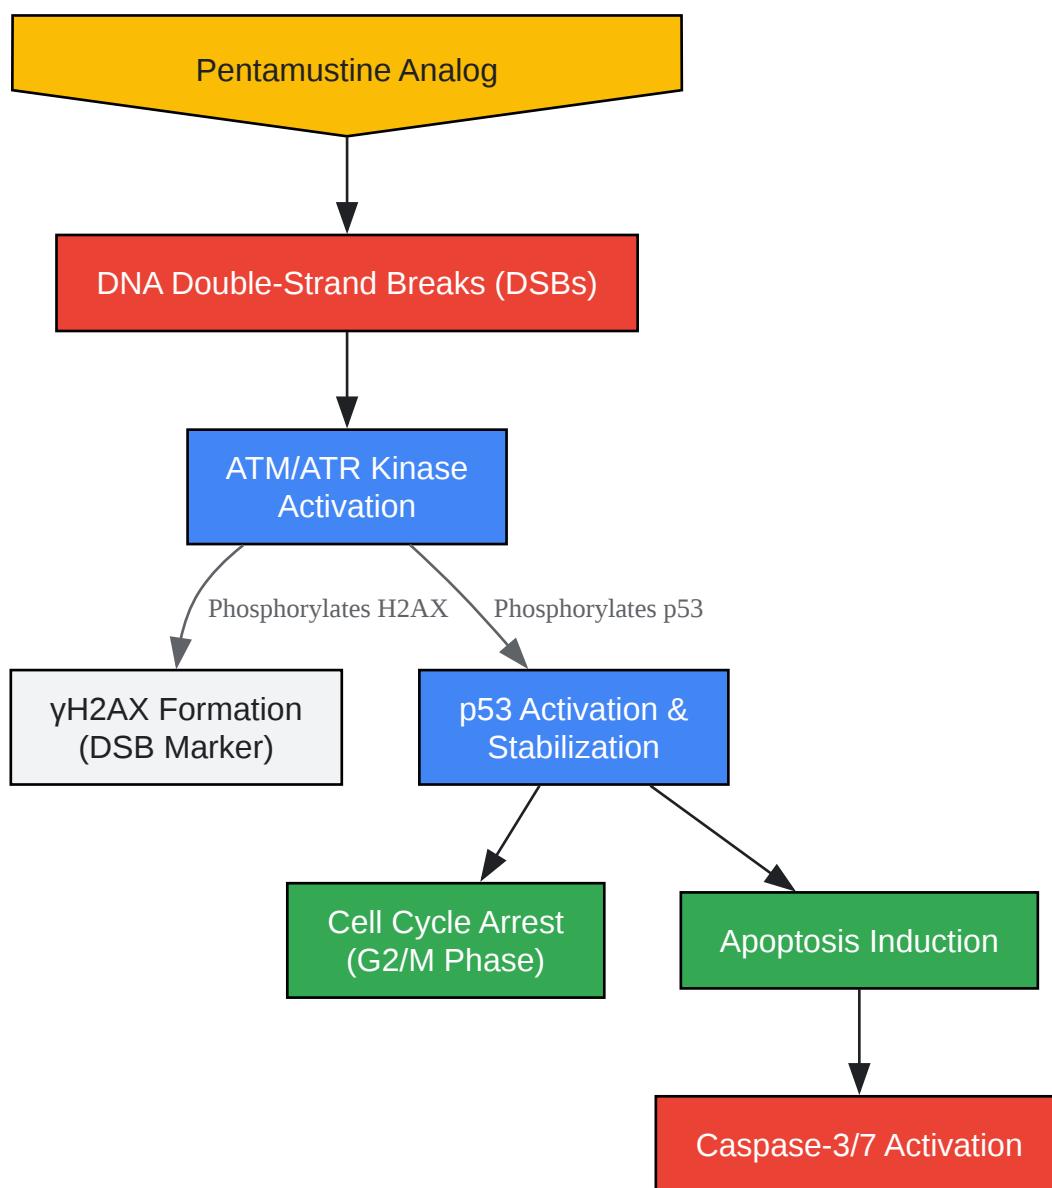 Pentamustine Analog
DNA Double-Strand Breaks (DSBs)
ATM/ATR Kinase
Activation
Phosphorylates H2AX
Phosphorylates p53
γH2AX Formation
(DSB Marker)
p53 Activation &
Stabilization
Cell Cycle Arrest
(G2/M Phase)
Apoptosis Induction
Caspase-3/7 Activation